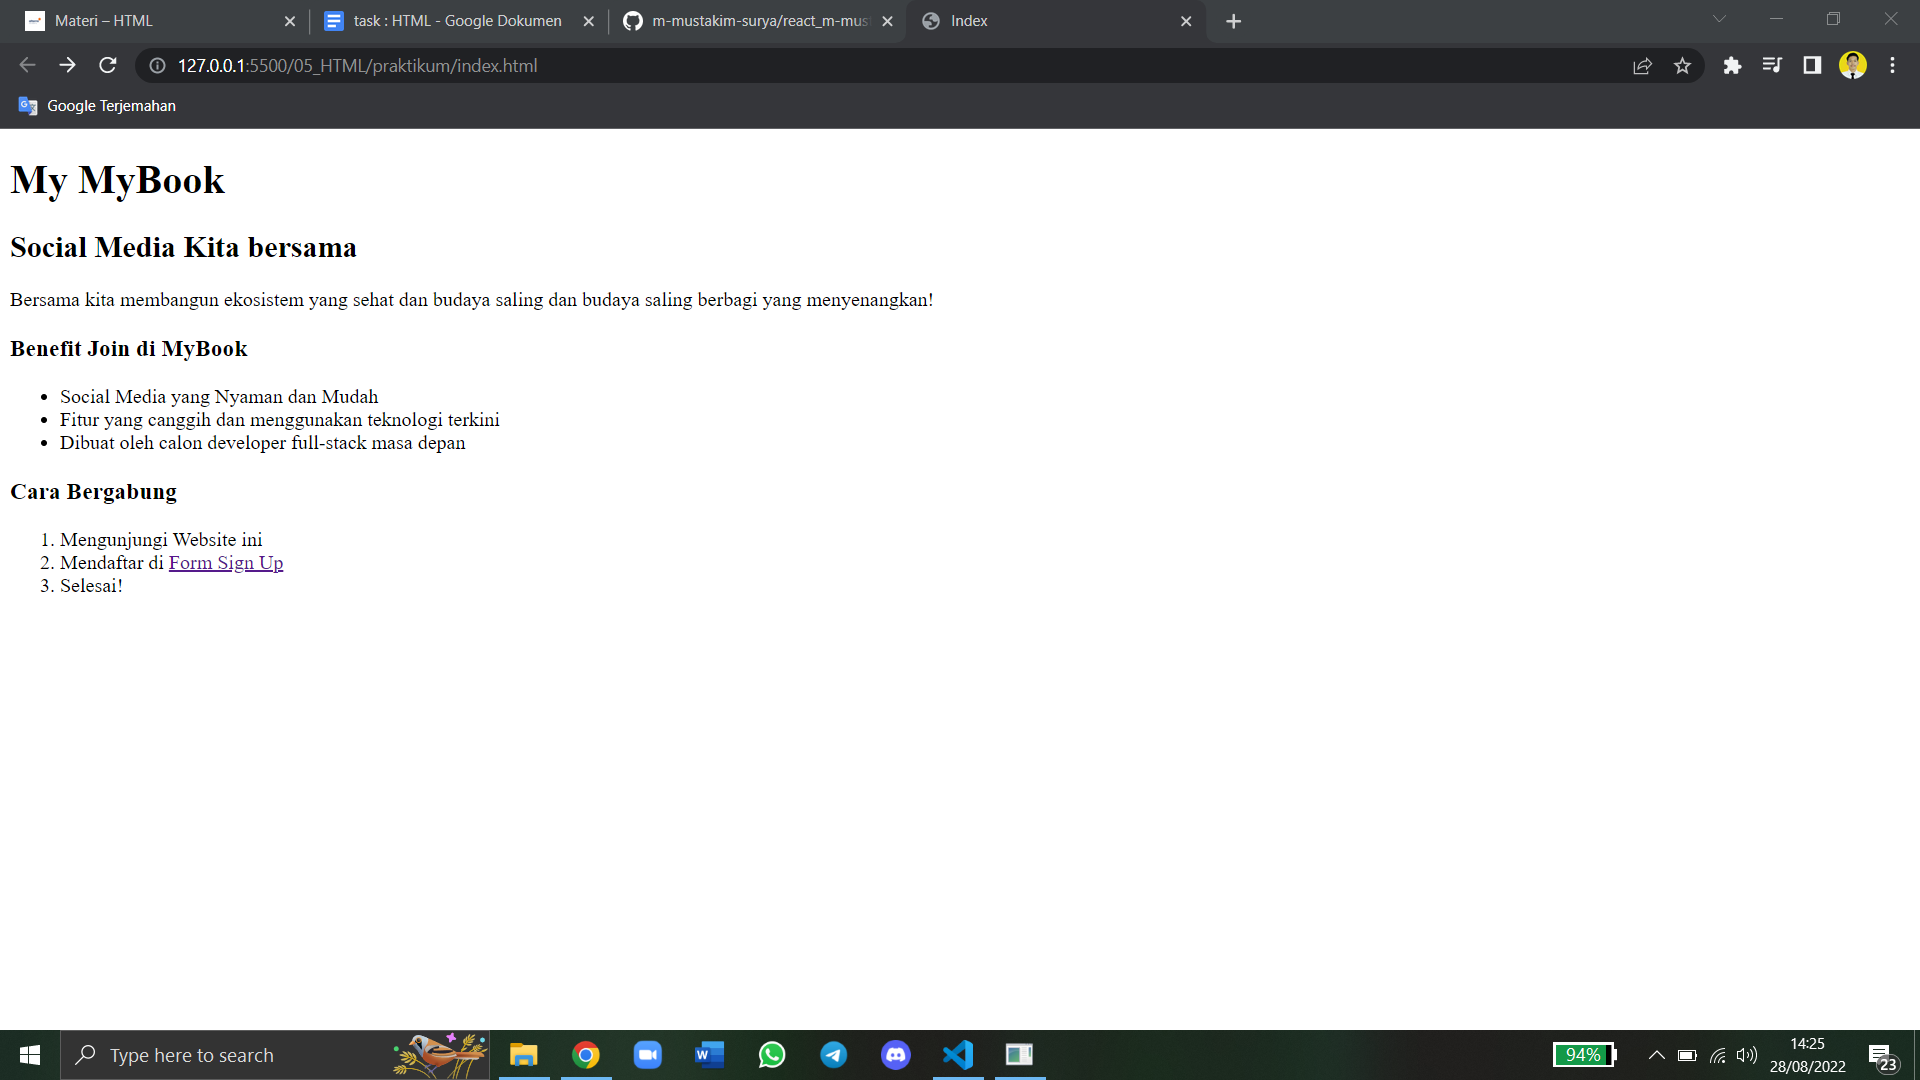 Materi – HTML
task : HTML - Google Dokumen
m-mustakim-surya/react_m-must
Index
127.0.0.1:5500/05_HTML/praktikum/index.html
Google Terjemahan
My MyBook
Social Media Kita bersama
Bersama kita membangun ekosistem yang sehat dan budaya saling dan budaya saling berbagi yang menyenangkan!
Benefit Join di MyBook
• Social Media yang Nyaman dan Mudah
• Fitur yang canggih dan menggunakan teknologi terkini
• Dibuat oleh calon developer full-stack masa depan
Cara Bergabung
1. Mengunjungi Website ini
2. Mendaftar di Form Sign Up
3. Selesai!
Type here to search
94%
14:25
28/08/2022
23